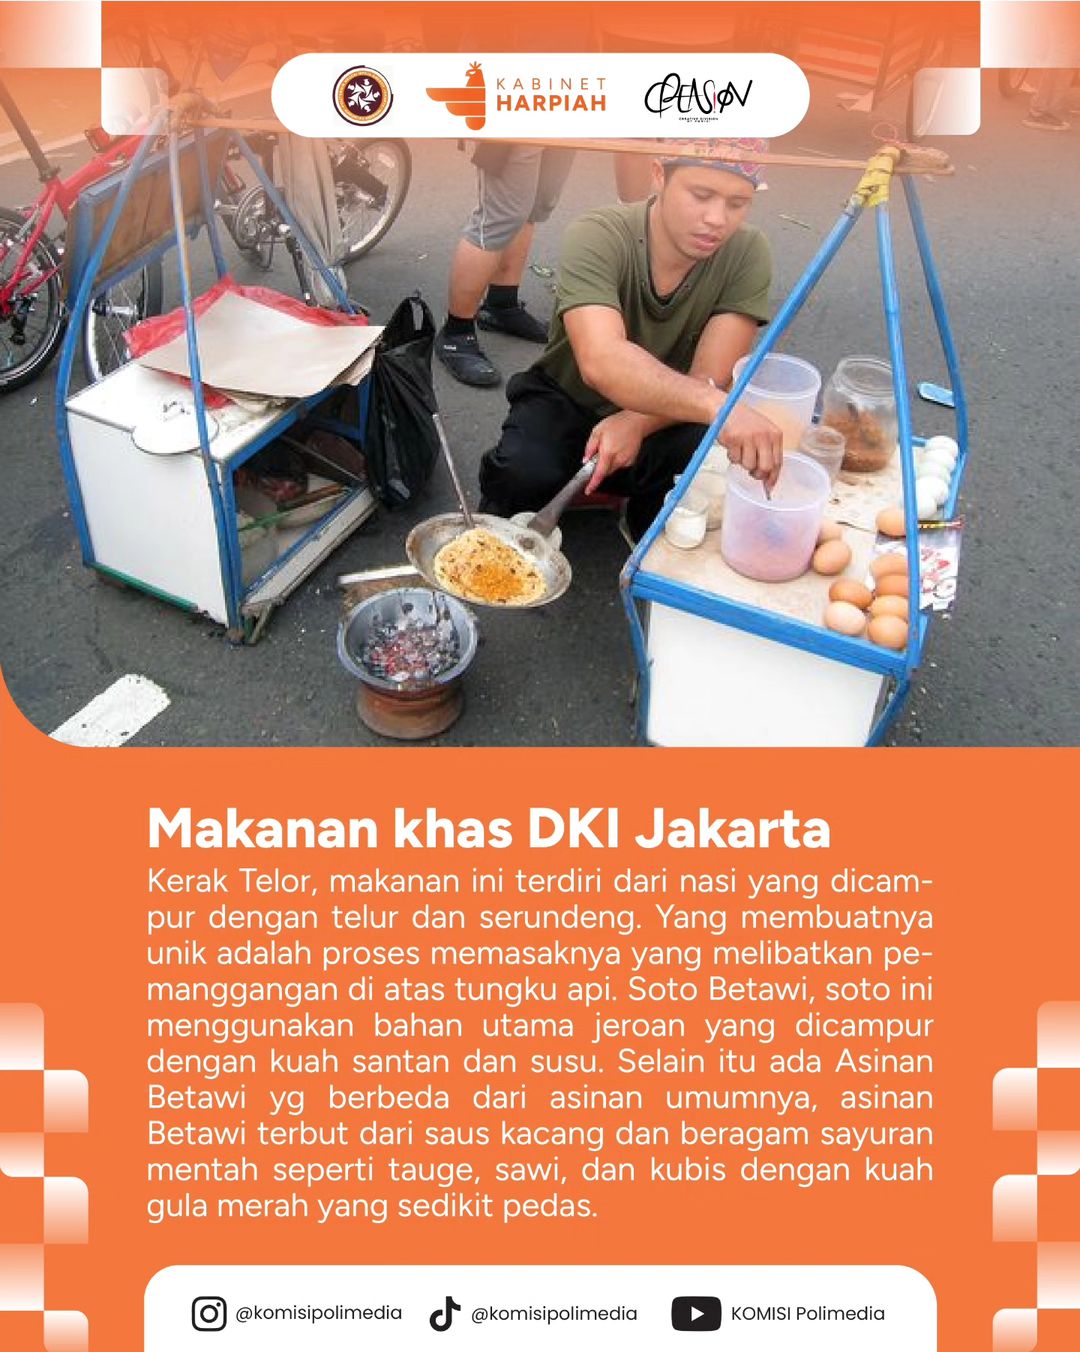 KABINET
HARPIAH
CREASION
Makanan khas DKI Jakarta
Kerak Telor, makanan ini terdiri dari nasi yang dicam-
pur dengan telur dan serundeng. Yang membuatnya
unik adalah proses memasaknya yang melibatkan pe-
manggangan di atas tungku api. Soto Betawi, soto ini
menggunakan bahan utama jeroan yang dicampur
dengan kuah santan dan susu. Selain itu ada Asinan
Betawi yg berbeda dari asinan umumnya, asinan
Betawi terbut dari saus kacang dan beragam sayuran
mentah seperti tauge, sawi, dan kubis dengan kuah
gula merah yang sedikit pedas.
@komisipolimedia
@komisipolimedia
KOMISI Polimedia